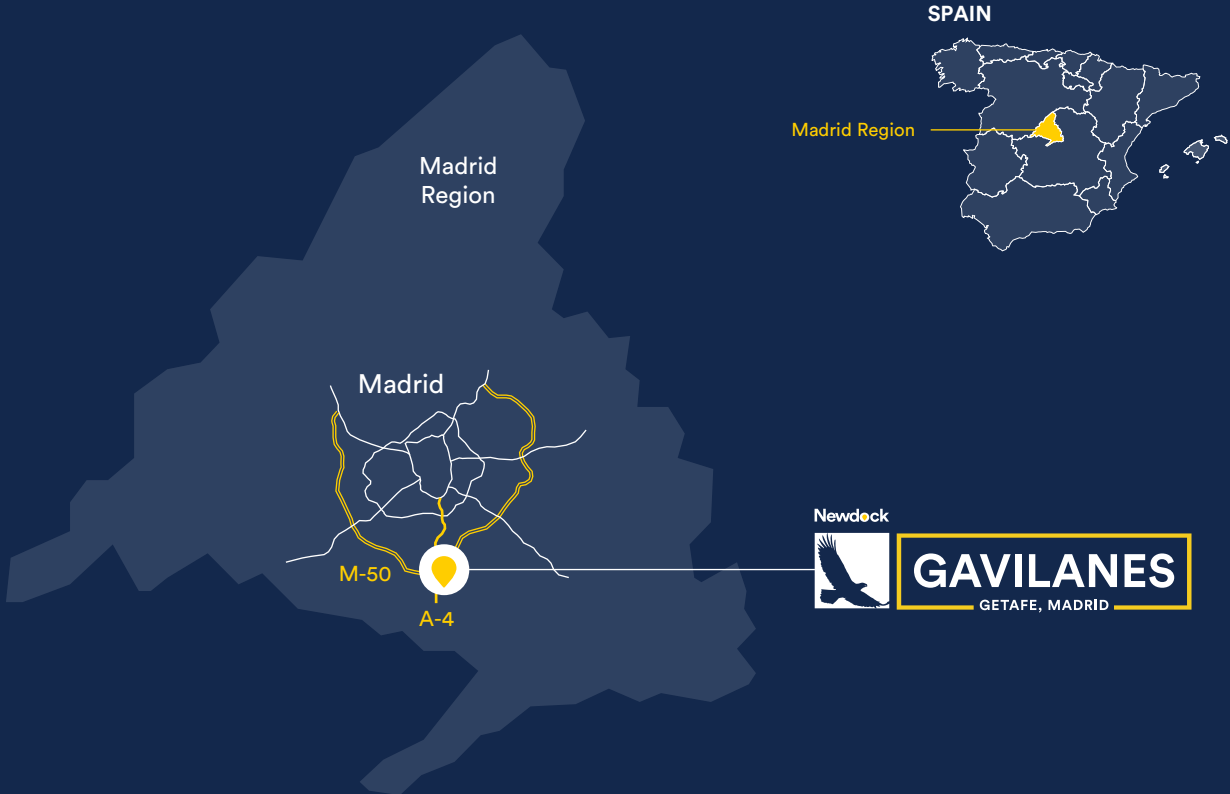 SPAIN
Madrid Region
Madrid
Region
Madrid
M-50
A-4
Newdock
GAVILANES
GETAFE, MADRID